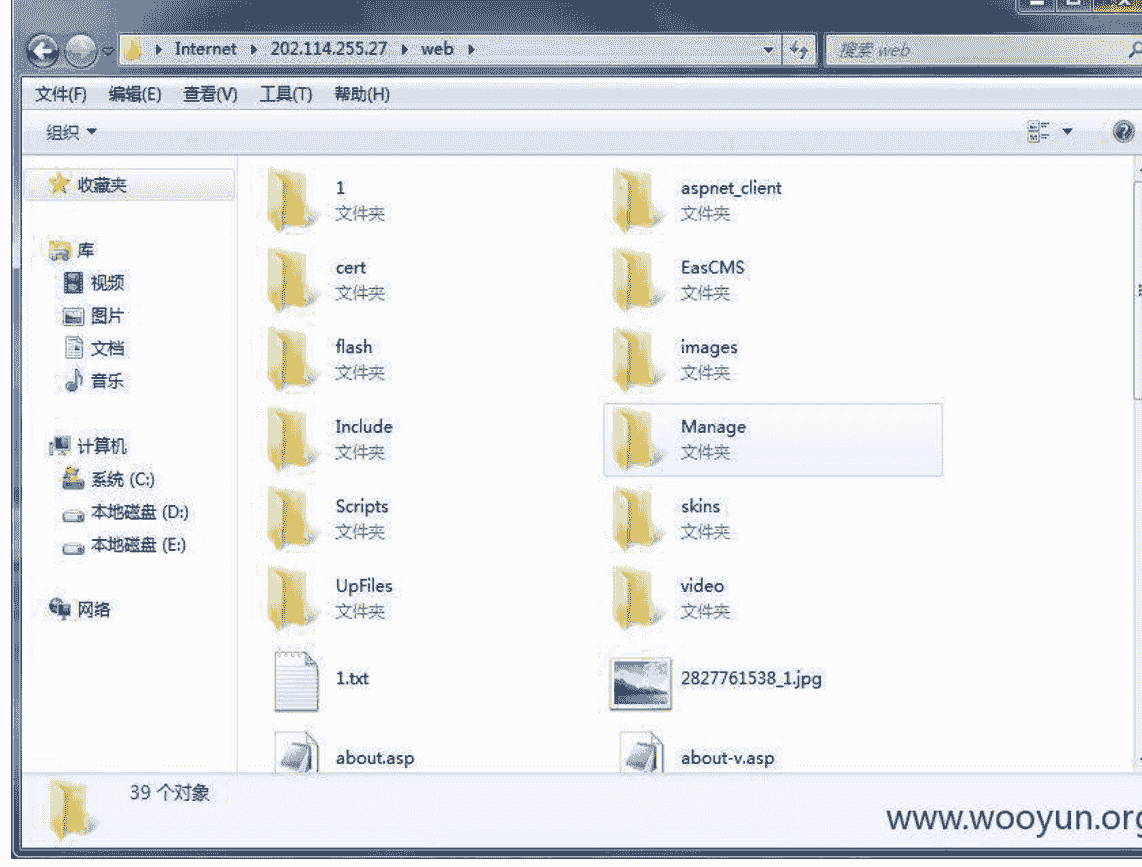 Internet 202.114.255.27 web
搜索 web
文件(F) 编辑(E) 查看(V) 工具(T) 帮助(H)
组织
收藏夹
库
视频
图片
文档
音乐
计算机
系统 (C:)
本地磁盘 (D:)
本地磁盘 (E:)
网络
1
文件夹
aspnet_client
文件夹
cert
文件夹
EasCMS
文件夹
flash
文件夹
images
文件夹
Include
文件夹
Manage
文件夹
Scripts
文件夹
skins
文件夹
UpFiles
文件夹
video
文件夹
1.txt
2827761538_1.jpg
about.asp
about-v.asp
39 个对象
www.wooyun.org